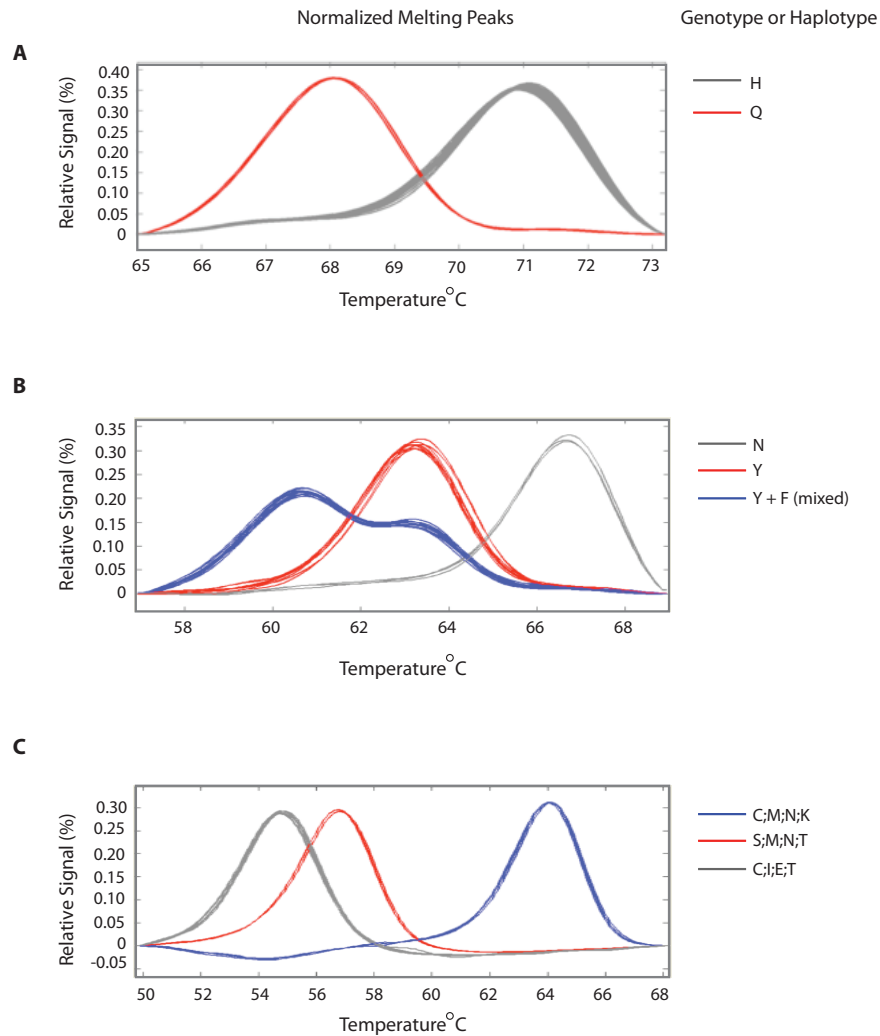 Normalized Melting Peaks Genotype or Haplotype
A
Relative Signal (%)
0.40
0.35
0.30
0.25
0.20
0.15
0.10
0.05
0
65 66 67 68 69 70 71 72 73
Temperature°C
H
Q
B
Relative Signal (%)
0.35
0.30
0.25
0.20
0.15
0.10
0.05
0
58 60 62 64 66 68
Temperature°C
N
Y
Y + F (mixed)
C
Relative Signal (%)
0.30
0.25
0.20
0.15
0.10
0.05
0
-0.05
50 52 54 56 58 60 62 64 66 68
Temperature°C
C;M;N;K
S;M;N;T
C;I;E;T